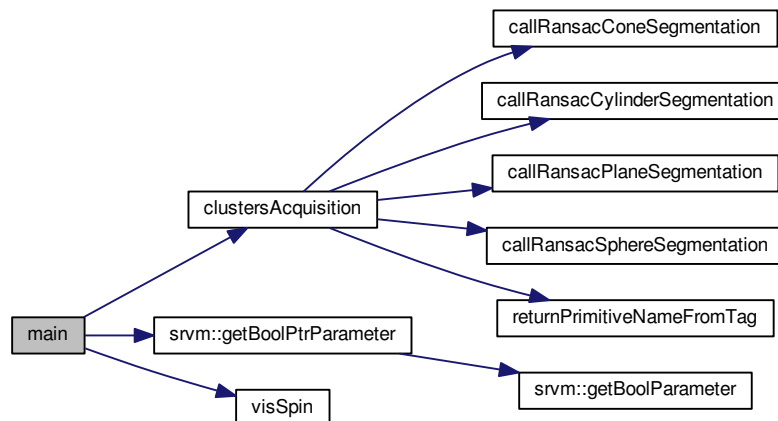 callRansacConeSegmentation
callRansacCylinderSegmentation
callRansacPlaneSegmentation
clustersAcquisition
callRansacSphereSegmentation
returnPrimitiveNameFromTag
main
srvm::getBoolPtrParameter
srvm::getBoolParameter
visSpin